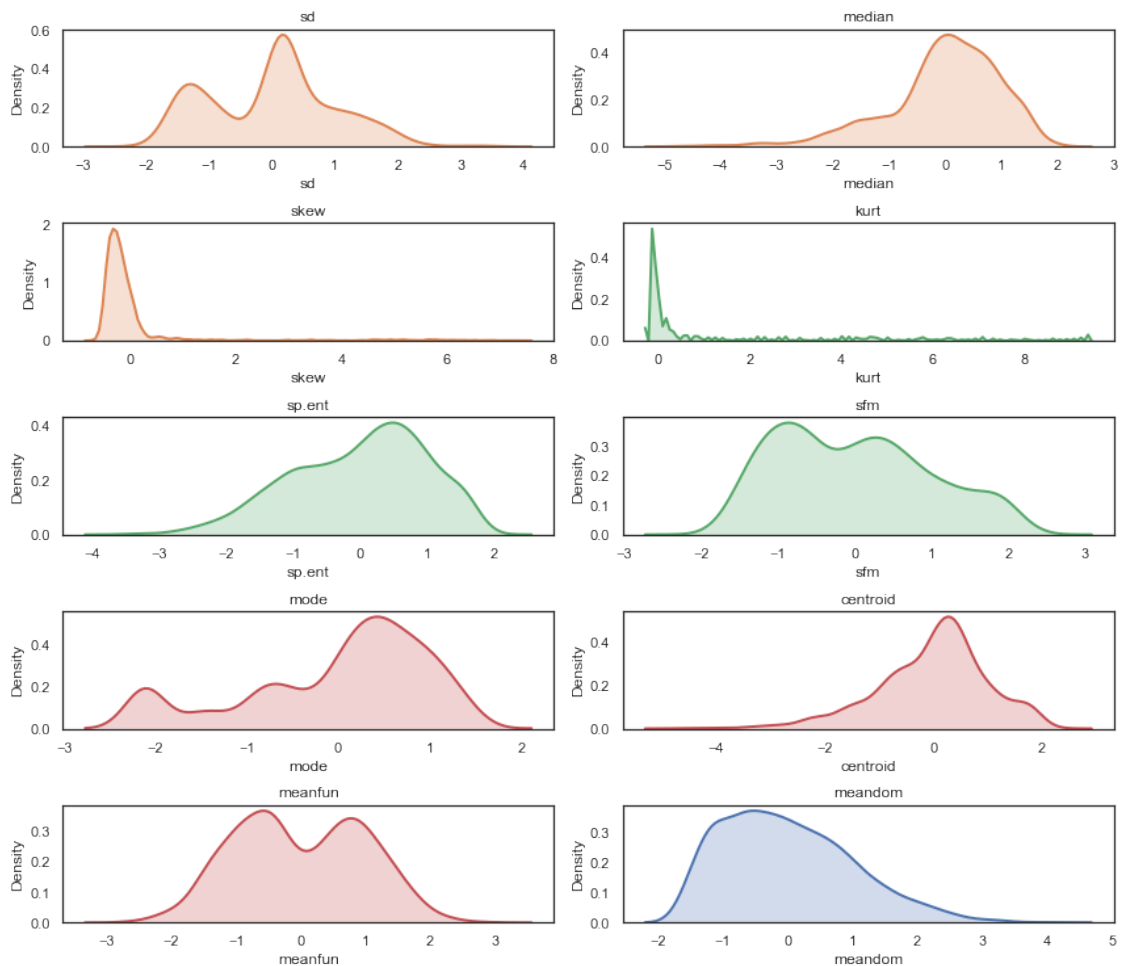 sd
0.6
0.4
0.2
0.0
Density
−3 −2 −1 0 1 2 3 4
sd
median
0.4
0.2
0.0
Density
−5 −4 −3 −2 −1 0 1 2 3
median
skew
2
1
0
Density
0 2 4 6 8
skew
kurt
0.4
0.2
0.0
Density
0 2 4 6 8
kurt
sp.ent
0.4
0.2
0.0
Density
−4 −3 −2 −1 0 1 2
sp.ent
sfm
0.3
0.2
0.1
0.0
Density
−3 −2 −1 0 1 2 3
sfm
mode
0.4
0.2
0.0
Density
−3 −2 −1 0 1 2
mode
centroid
0.4
0.2
0.0
Density
−4 −2 0 2
centroid
meanfun
0.3
0.2
0.1
0.0
Density
−3 −2 −1 0 1 2 3
meanfun
meandom
0.3
0.2
0.1
0.0
Density
−2 −1 0 1 2 3 4 5
meandom